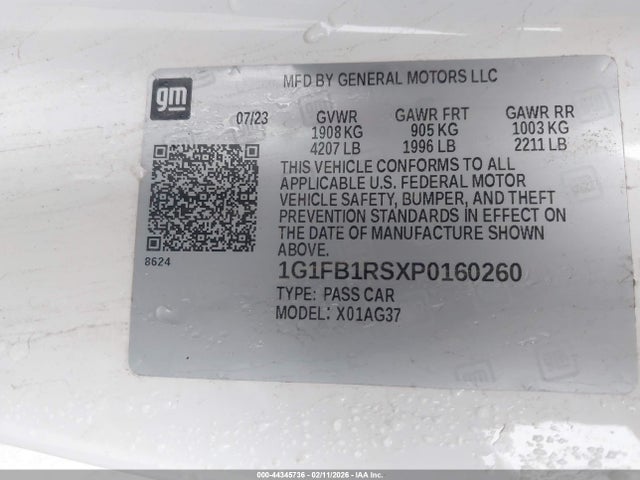 gm
MFD BY GENERAL MOTORS LLC
07/23 GVWR GAWR FRT GAWR RR
1908 KG 905 KG 1003 KG
4207 LB 1996 LB 2211 LB
THIS VEHICLE CONFORMS TO ALL
APPLICABLE U.S. FEDERAL MOTOR
VEHICLE SAFETY, BUMPER, AND THEFT
PREVENTION STANDARDS IN EFFECT ON
THE DATE OF MANUFACTURE SHOWN
ABOVE.
8624
1G1FB1RSXP0160260
TYPE: PASS CAR
MODEL: X01AG37
000-44345736 - 02/11/2026 - IAAI.COM